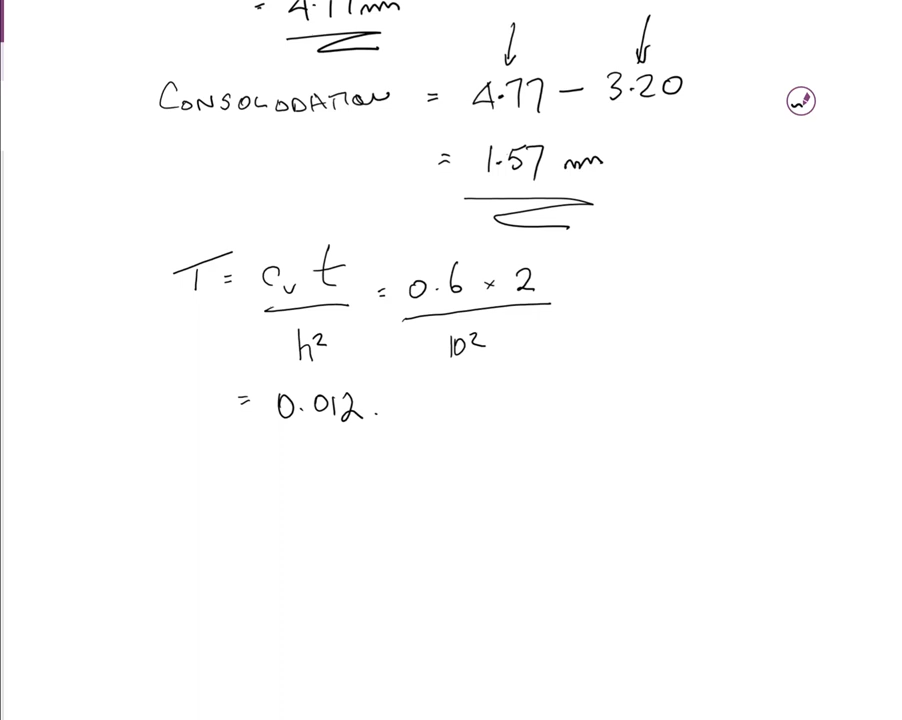 = 4.77mm
CONSOLODATION = 4.77 - 3.20
= 1.57 mm
T = cv t / h² = 0.6 × 2 / 10²
= 0.012.